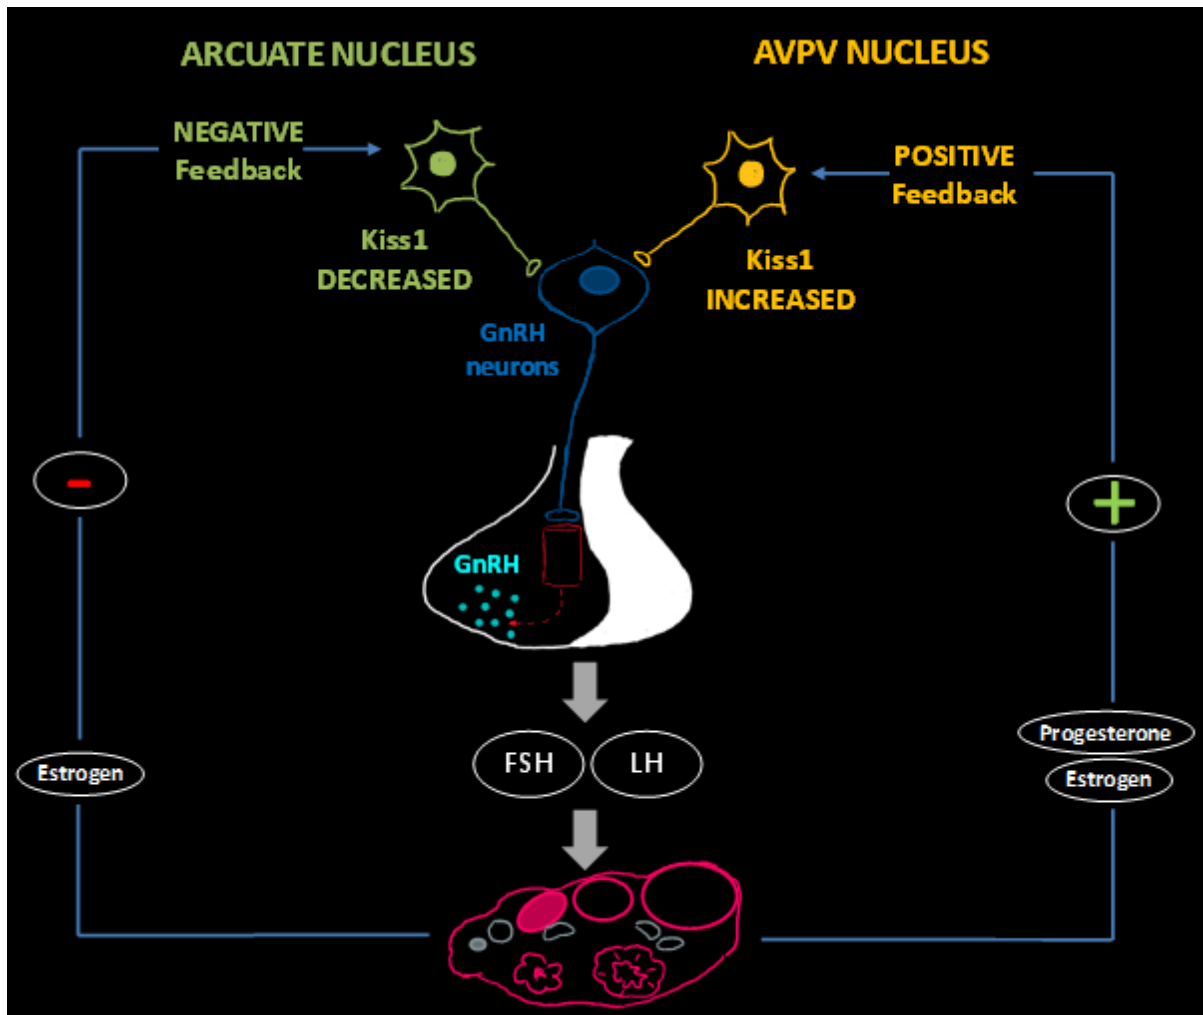 ARCUATE NUCLEUS
AVPV NUCLEUS
NEGATIVE
Feedback
POSITIVE
Feedback
Kiss1
DECREASED
Kiss1
INCREASED
GnRH
neurons
-
+
GnRH
Progesterone
Estrogen
Estrogen
FSH
LH